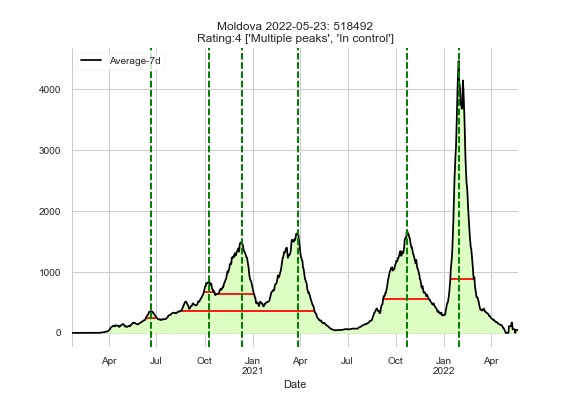 Moldova 2022-05-23: 518492
Rating:4 ['Multiple peaks', 'In control']
Average-7d
4000
3000
2000
1000
0
Apr Jul Oct Jan Apr Jul Oct Jan Apr
2021 2022
Date